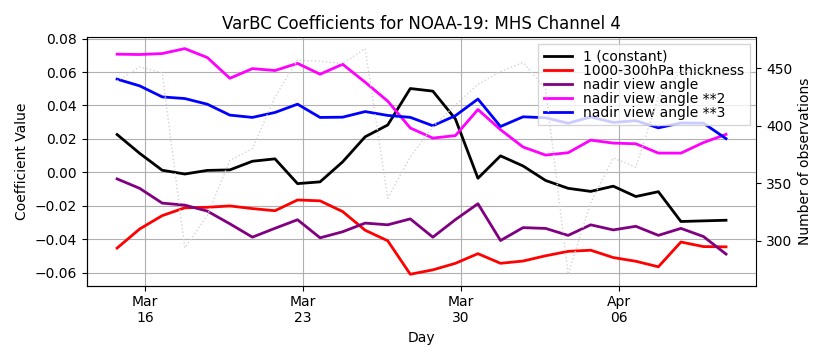 VarBC Coefficients for NOAA-19: MHS Channel 4
Coefficient Value
0.08
0.06
0.04
0.02
0.00
−0.02
−0.04
−0.06
1 (constant)
1000-300hPa thickness
nadir view angle
nadir view angle **2
nadir view angle **3
450
400
350
300
Number of observations
Mar
16
Mar
23
Mar
30
Apr
06
Day